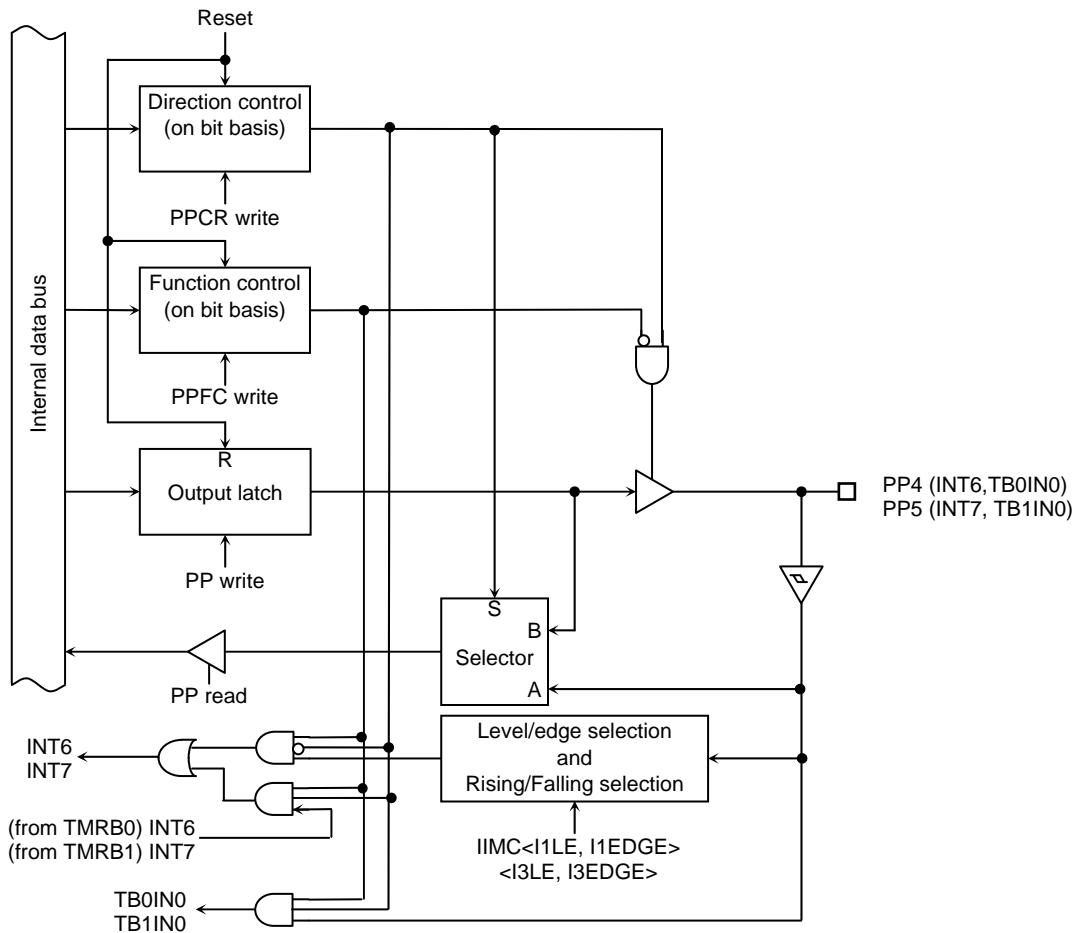 Reset
Direction control
(on bit basis)
PPCR write
Function control
(on bit basis)
PPFC write
Internal data bus
R
Output latch
PP write
PP4 (INT6,TB0IN0)
PP5 (INT7, TB1IN0)
S
B
Selector
A
PP read
Level/edge selection
and
Rising/Falling selection
INT6
INT7
(from TMRB0) INT6
(from TMRB1) INT7
IIMC<I1LE, I1EDGE>
<I3LE, I3EDGE>
TB0IN0
TB1IN0